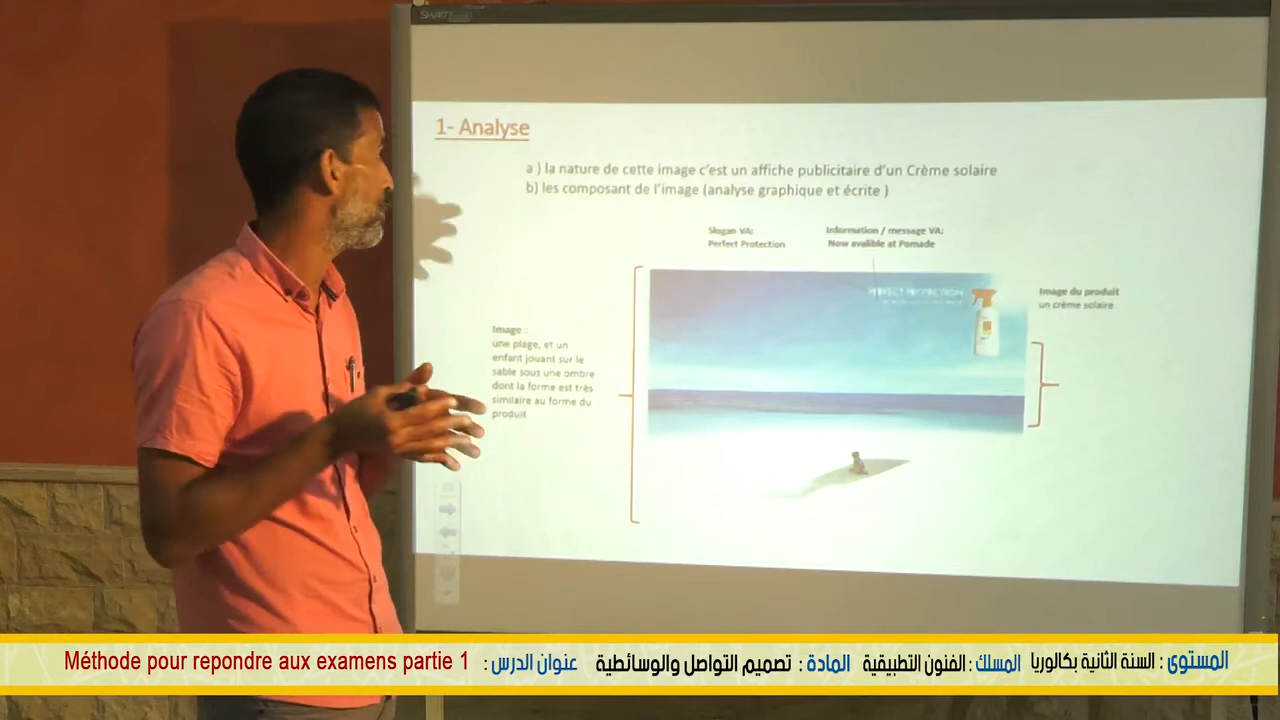 SMART
1- Analyse
a ) la nature de cette image c'est un affiche publicitaire d'un Crème solaire
b) les composant de l'image (analyse graphique et écrite )
Slogan VA:
Perfect Protection
Information / message VA:
Now availible at Pomade
PERFECT PROTECTION
Image du produit
un crème solaire
Image :
une plage, et un
enfant jouant sur le
sable sous une ombre
dont la forme est très
similaire au forme du
produit
المستوى : السنة الثانية بكالوريا المسلك : الفنون التطبيقية المادة : تصميم التواصل والوسائطية عنوان الدرس : Méthode pour repondre aux examens partie 1